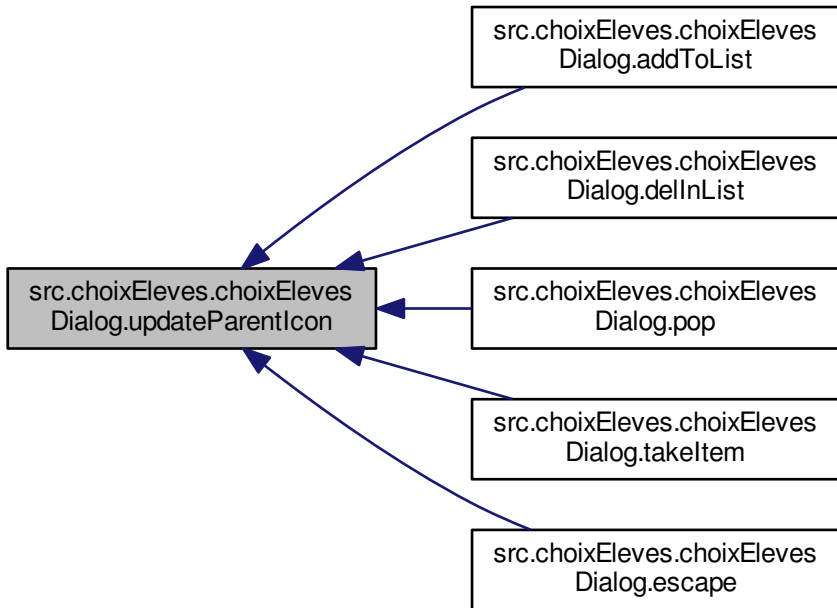 src.choixEleves.choixEleves
Dialog.addToList
src.choixEleves.choixEleves
Dialog.delInList
src.choixEleves.choixEleves
Dialog.updateParentIcon
src.choixEleves.choixEleves
Dialog.pop
src.choixEleves.choixEleves
Dialog.takeItem
src.choixEleves.choixEleves
Dialog.escape